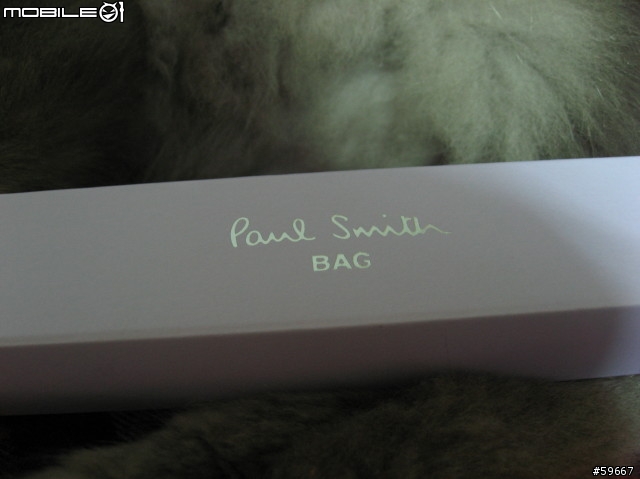 MOBILE01
Paul Smith
BAG
#59667